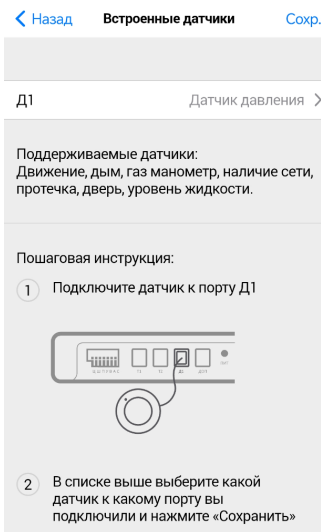 Назад Встроенные датчики Сохр.
Д1 Датчик давления
Поддерживаемые датчики:
Движение, дым, газ манометр, наличие сети,
протечка, дверь, уровень жидкости.
Пошаговая инструкция:
1 Подключите датчик к порту Д1
2 В списке выше выберите какой
датчик к какому порту вы
подключили и нажмите «Сохранить»